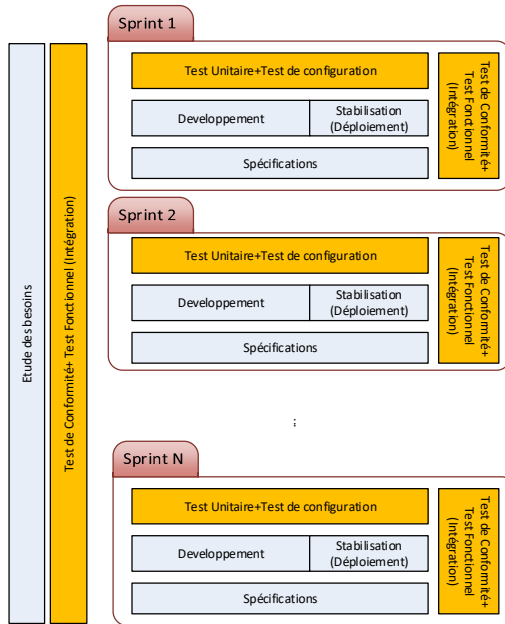 Etude des besoins
Test de Conformité+ Test Fonctionnel (Intégration)
Sprint 1
Test Unitaire+Test de configuration
Developpement
Stabilisation
(Déploiement)
Spécifications
Test de Conformité+
Test Fonctionnel
(Intégration)
Sprint 2
Test Unitaire+Test de configuration
Developpement
Stabilisation
(Déploiement)
Spécifications
Test de Conformité+
Test Fonctionnel
(Intégration)
...
Sprint N
Test Unitaire+Test de configuration
Developpement
Stabilisation
(Déploiement)
Spécifications
Test de Conformité+
Test Fonctionnel
(Intégration)